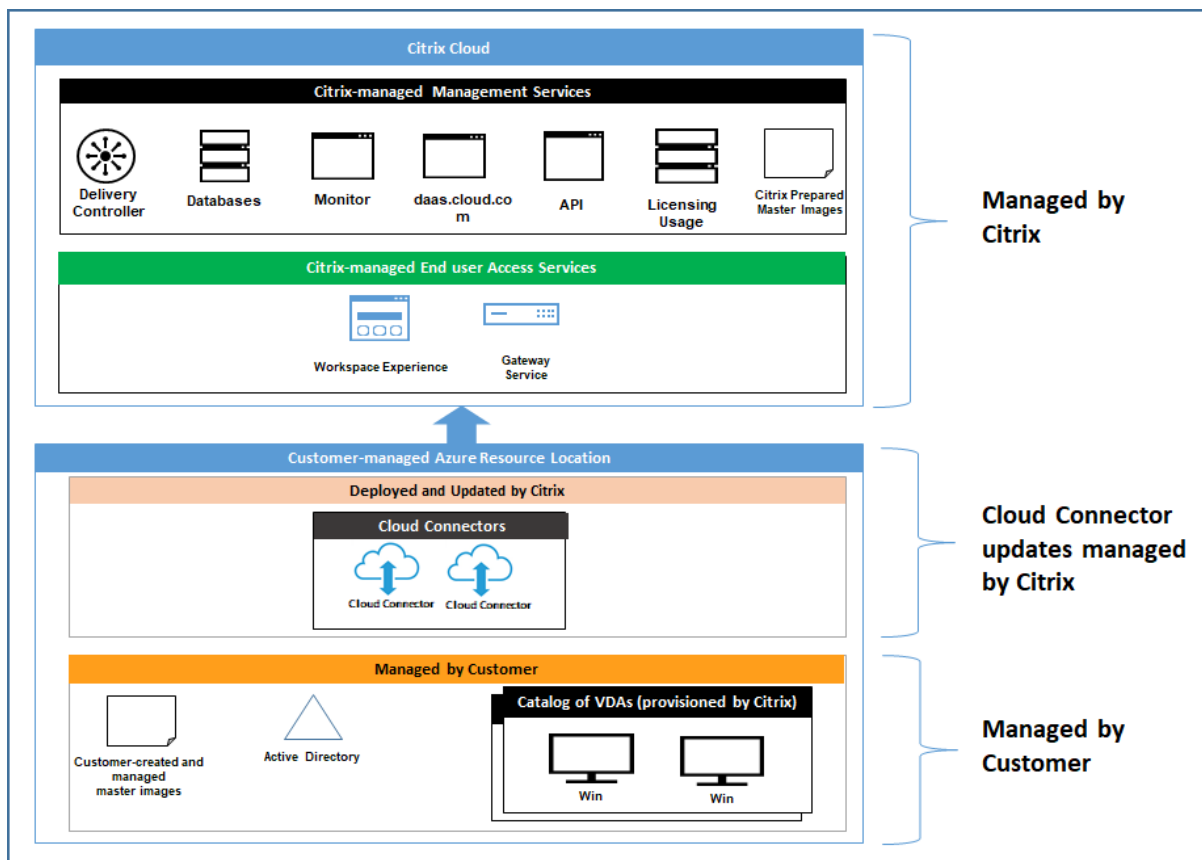 Citrix Cloud
Citrix-managed Management Services
Delivery
Controller
Databases
Monitor
daas.cloud.co
m
API
Licensing
Usage
Citrix Prepared
Master Images
Managed by
Citrix
Citrix-managed End user Access Services
Workspace Experience
Gateway
Service
Customer-managed Azure Resource Location
Deployed and Updated by Citrix
Cloud Connectors
Cloud Connector
Cloud Connector
Cloud Connector
updates managed
by Citrix
Managed by Customer
Customer-created and
managed
master images
Active Directory
Catalog of VDAs (provisioned by Citrix)
Win
Win
Managed by
Customer